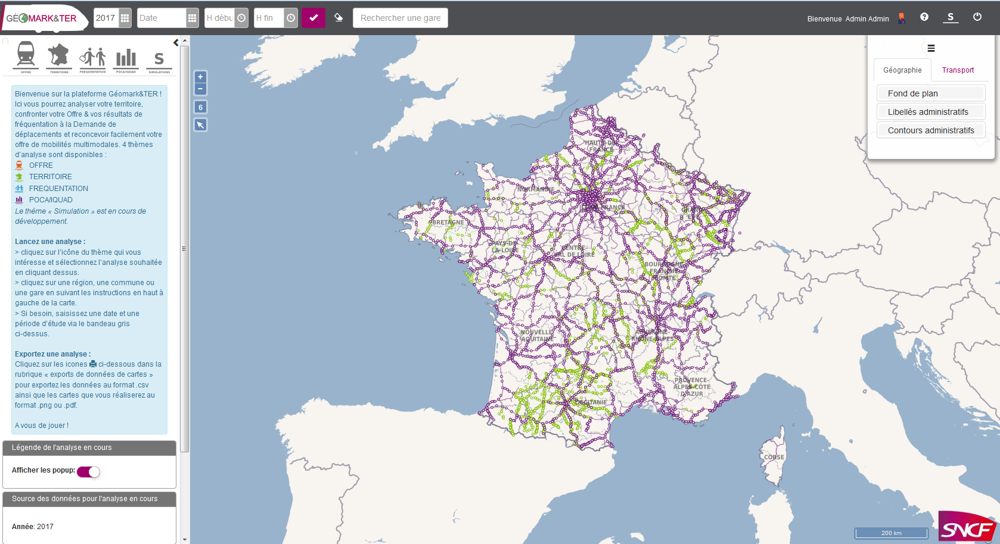 GÉOMARK&TER
2017
Date
H débu
H fin
Rechercher une gare
Bienvenue Admin Admin
S
OFFRE
TERRITOIRE
FREQUENTATION
POCA/IQUAD
S
SIMULATIONS
Bienvenue sur la plateforme Géomark&TER !
Ici vous pourrez analyser votre territoire,
confronter votre Offre & vos résultats de
fréquentation à la Demande de
déplacements et reconcevoir facilement votre
offre de mobilités multimodales. 4 thèmes
d'analyse sont disponibles :
OFFRE
TERRITOIRE
FREQUENTATION
POCA/IQUAD
Le thème « Simulation » est en cours de
développement.
Lancez une analyse :
> cliquez sur l'icône du thème qui vous
intéresse et sélectionnez l'analyse souhaitée
en cliquant dessus.
> cliquez sur une région, une commune ou
une gare en suivant les instructions en haut à
gauche de la carte.
> Si besoin, saisissez une date et une
période d'étude via le bandeau gris
ci-dessus.
Exportez une analyse :
Cliquez sur les icones ci-dessous dans la
rubrique « exports de données de cartes »
pour exportez les données au format .csv
ainsi que les cartes que vous réaliserez au
format .png ou .pdf.
A vous de jouer !
Légende de l'analyse en cours
Afficher les popup:
Source des données pour l'analyse en cours
Année: 2017
+
−
6
Géographie
Transport
Fond de plan
Libellés administratifs
Contours administratifs
HAUTS-DE-
FRANCE
NORMANDIE
ILE-DE-FRANCE
GRAND
EST
BRETAGNE
PAYS-DE-
LA-LOIRE
CENTRE-
VAL DE LOIRE
BOURGOGNE-
FRANCHE-
COMTE
NOUVELLE-
AQUITAINE
AUVERGNE-
RHONE-ALPES
PROVENCE-
ALPES-COTE
D'AZUR
OCCITANIE
CORSE
200 km
SNCF